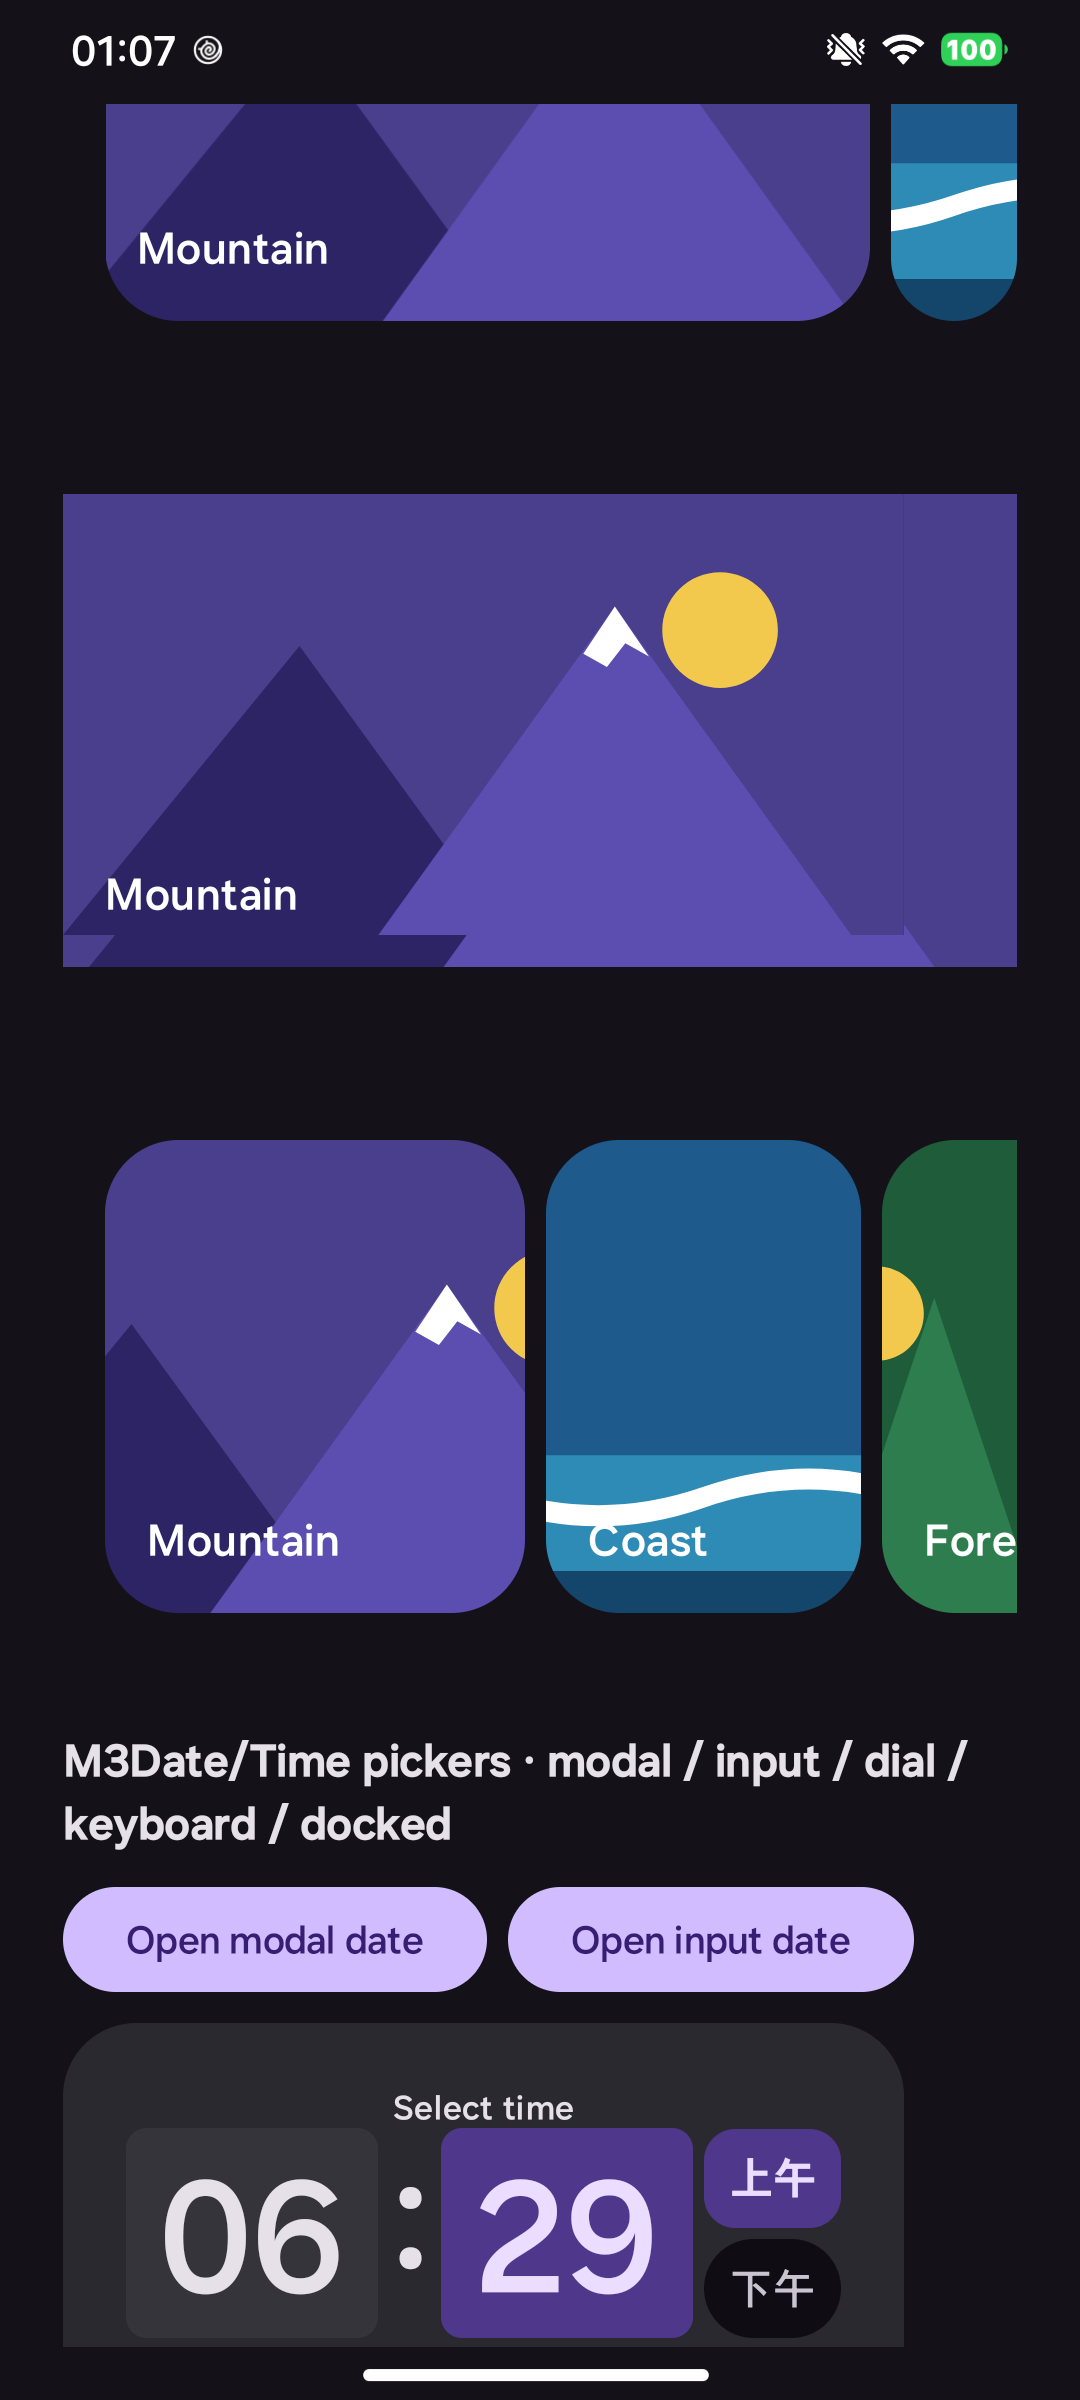 01:07
100
Mountain
Mountain
Mountain
Coast
Fore
M3Date/Time pickers · modal / input / dial /
keyboard / docked
Open modal date
Open input date
Select time
06:29
上午
下午